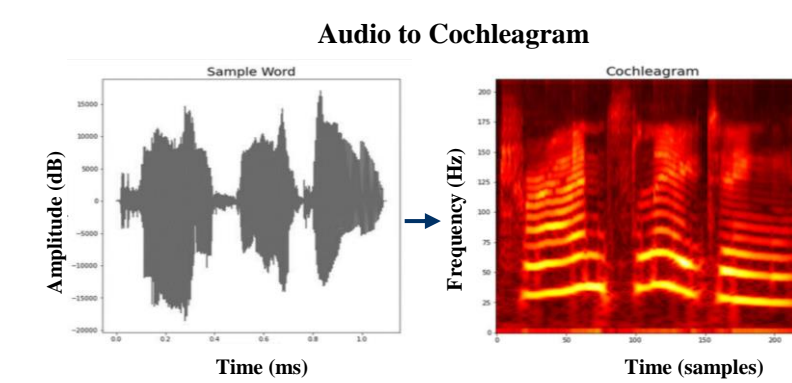 Audio to Cochleagram
Sample Word
Cochleagram
Amplitude (dB)
15000
10000
5000
0
−5000
−10000
−15000
−20000
0.0 0.2 0.4 0.6 0.8 1.0
Time (ms)
Frequency (Hz)
200
175
150
125
100
75
50
25
0
0 50 100 150 200
Time (samples)